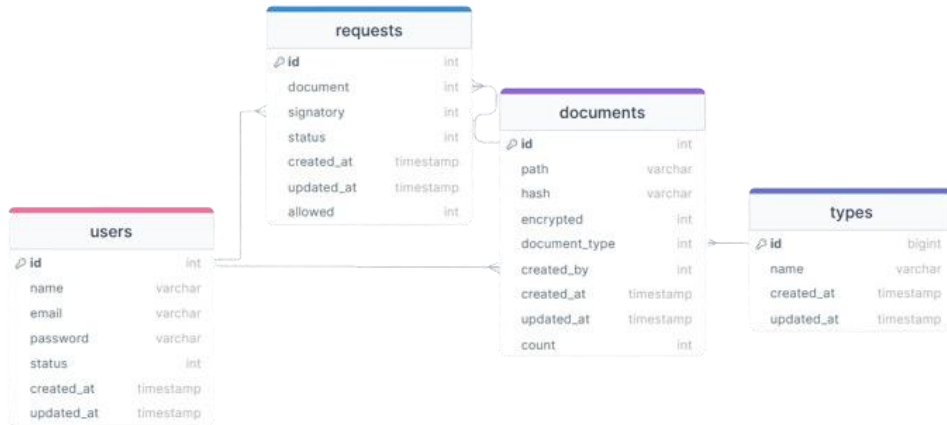 requests
id int
document int
signatory int
status int
created_at timestamp
updated_at timestamp
allowed int
documents
id int
path varchar
hash varchar
encrypted int
document_type int
created_by int
created_at timestamp
updated_at timestamp
count int
types
id bigint
name varchar
created_at timestamp
updated_at timestamp
users
id int
name varchar
email varchar
password varchar
status int
created_at timestamp
updated_at timestamp